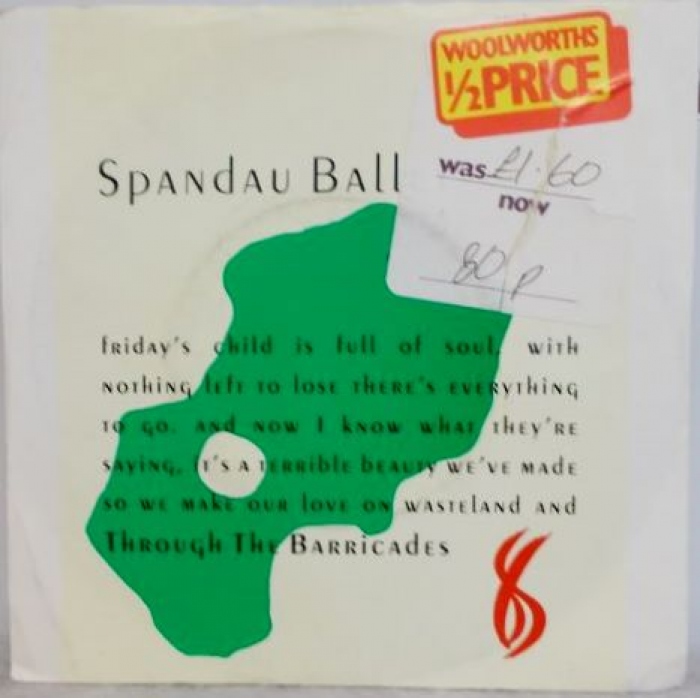 WOOLWORTHS
½ PRICE
was £1.60
now
80p
Spandau Ball
friday's child is full of soul, with
nothing left to lose there's everything
to go. and now I know what they're
saying, it's a terrible beauty we've made
so we make our love on wasteland and
Through The Barricades